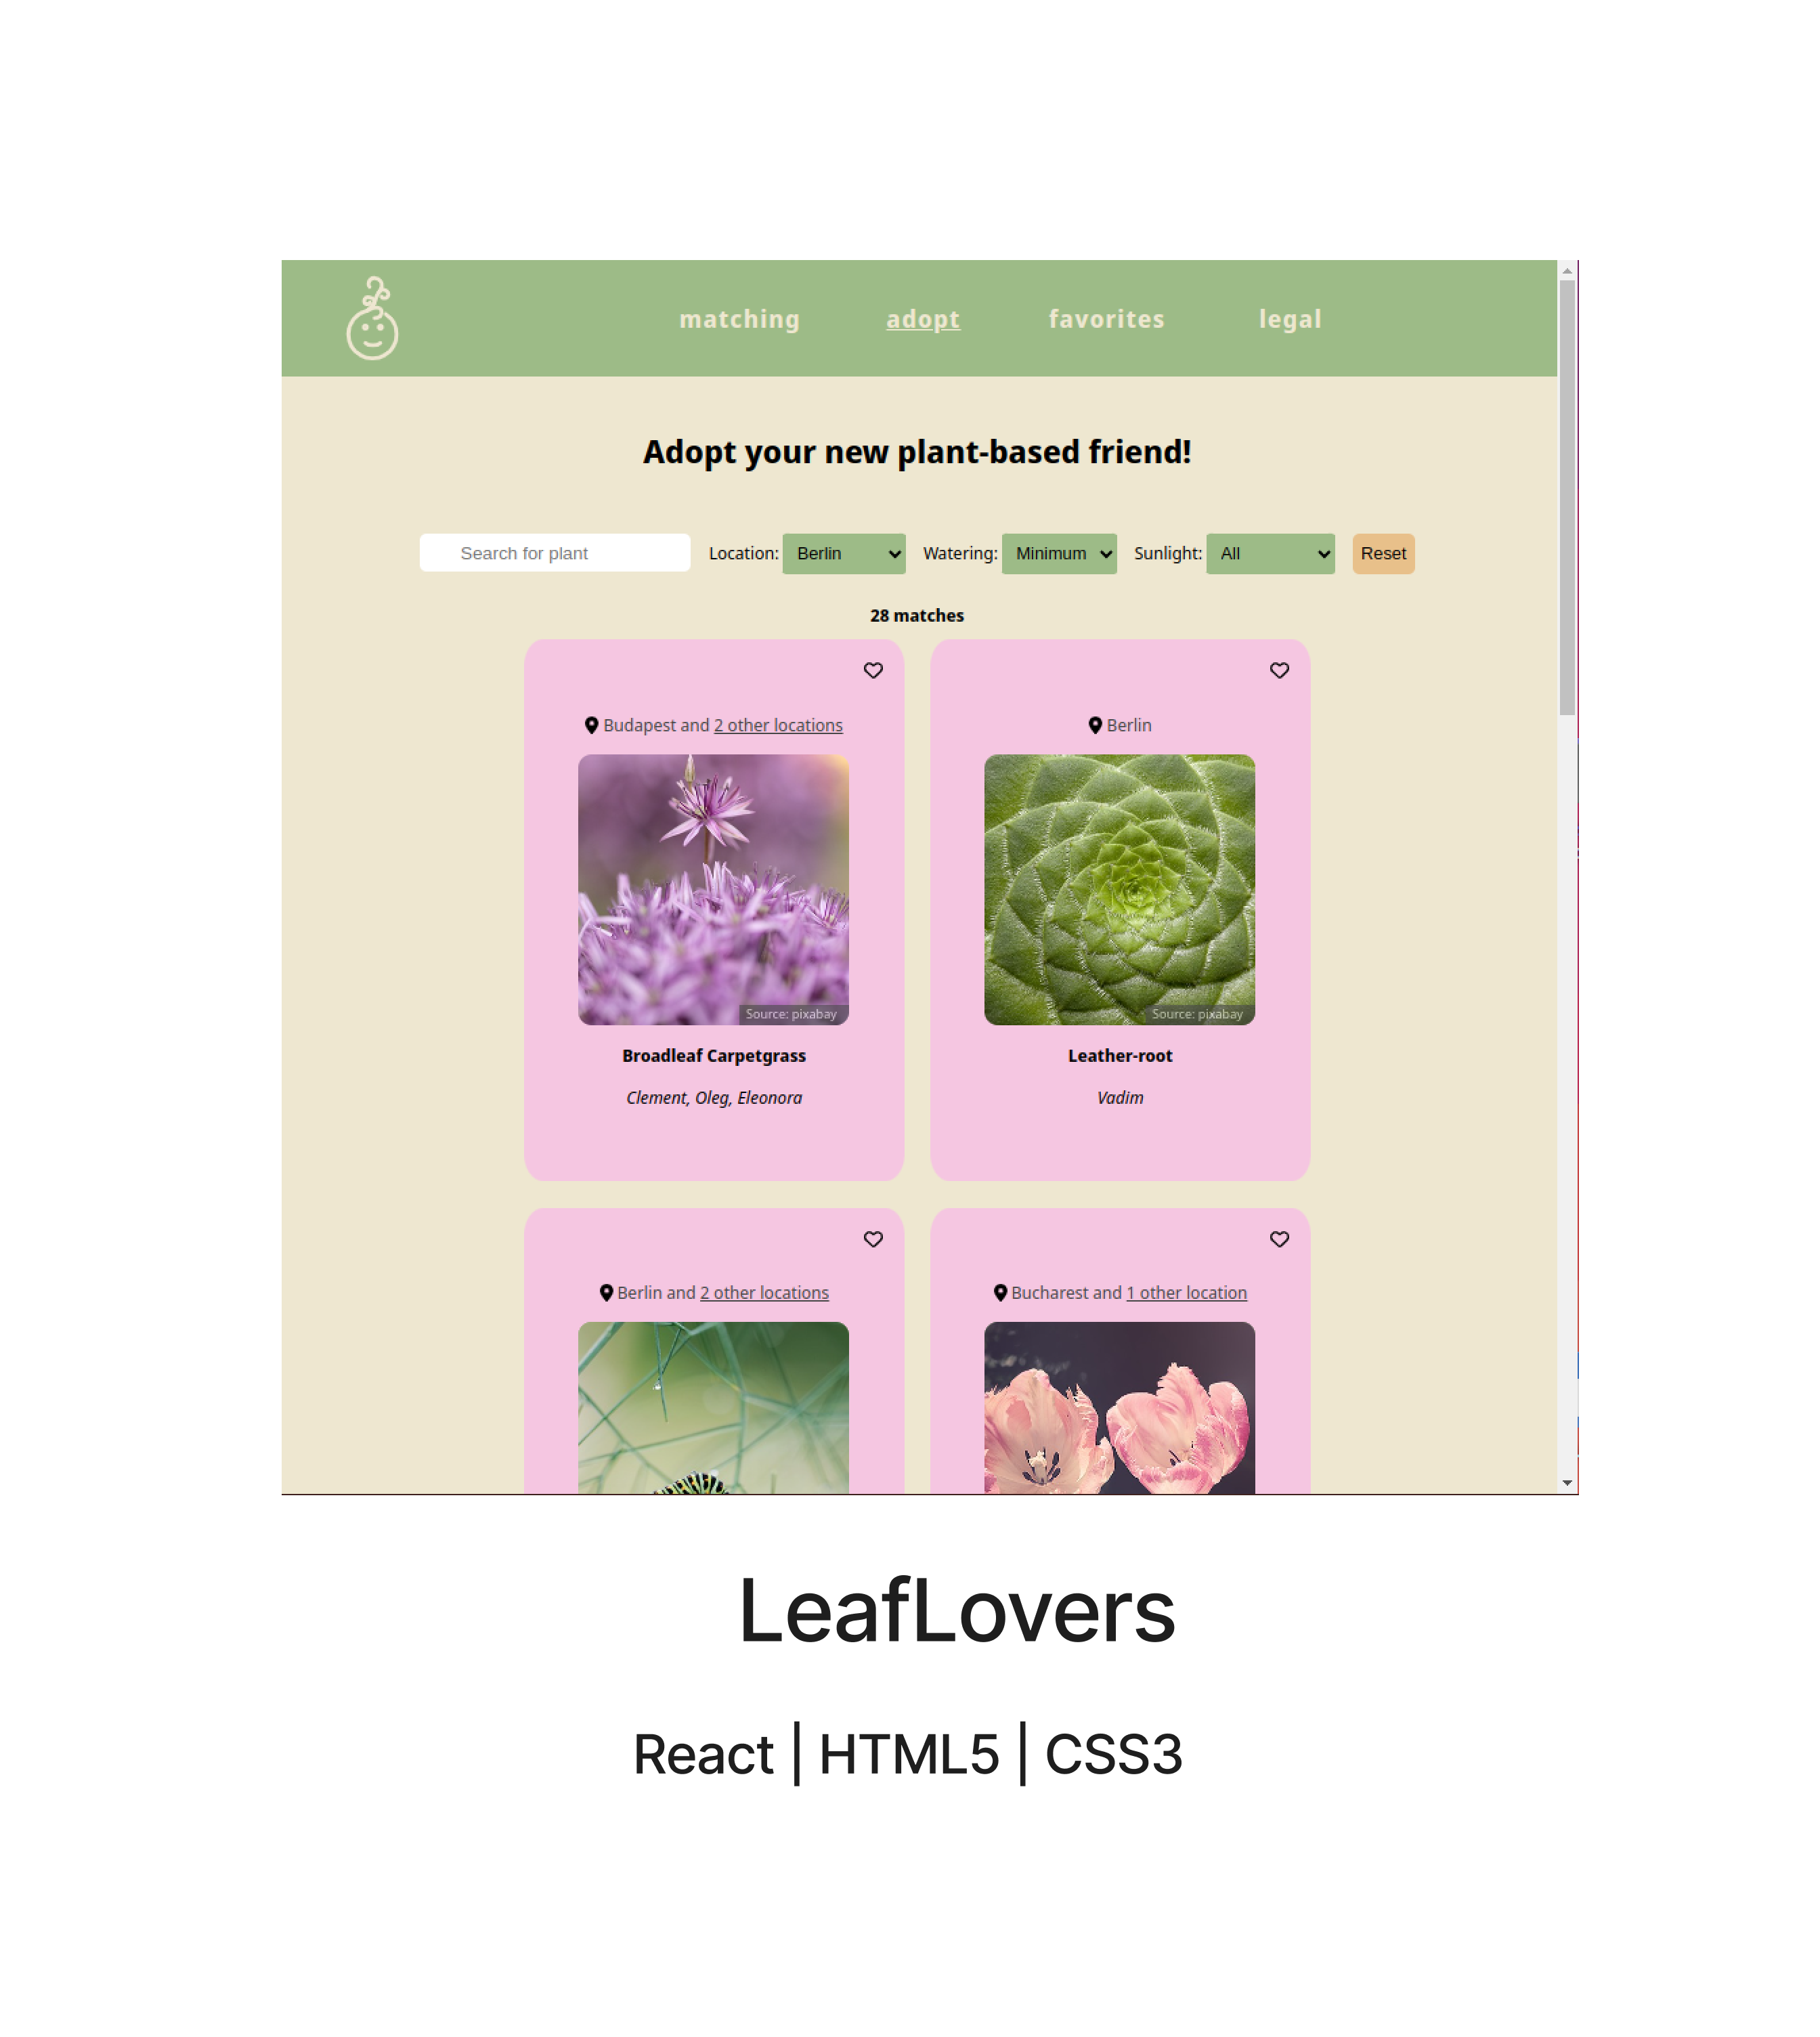 matching adopt favorites legal
Adopt your new plant-based friend!
Search for plant Location: Berlin Watering: Minimum Sunlight: All Reset
28 matches
Budapest and 2 other locations
Source: pixabay
Broadleaf Carpetgrass
Clement, Oleg, Eleonora
Berlin
Source: pixabay
Leather-root
Vadim
Berlin and 2 other locations
Bucharest and 1 other location
LeafLovers
React | HTML5 | CSS3